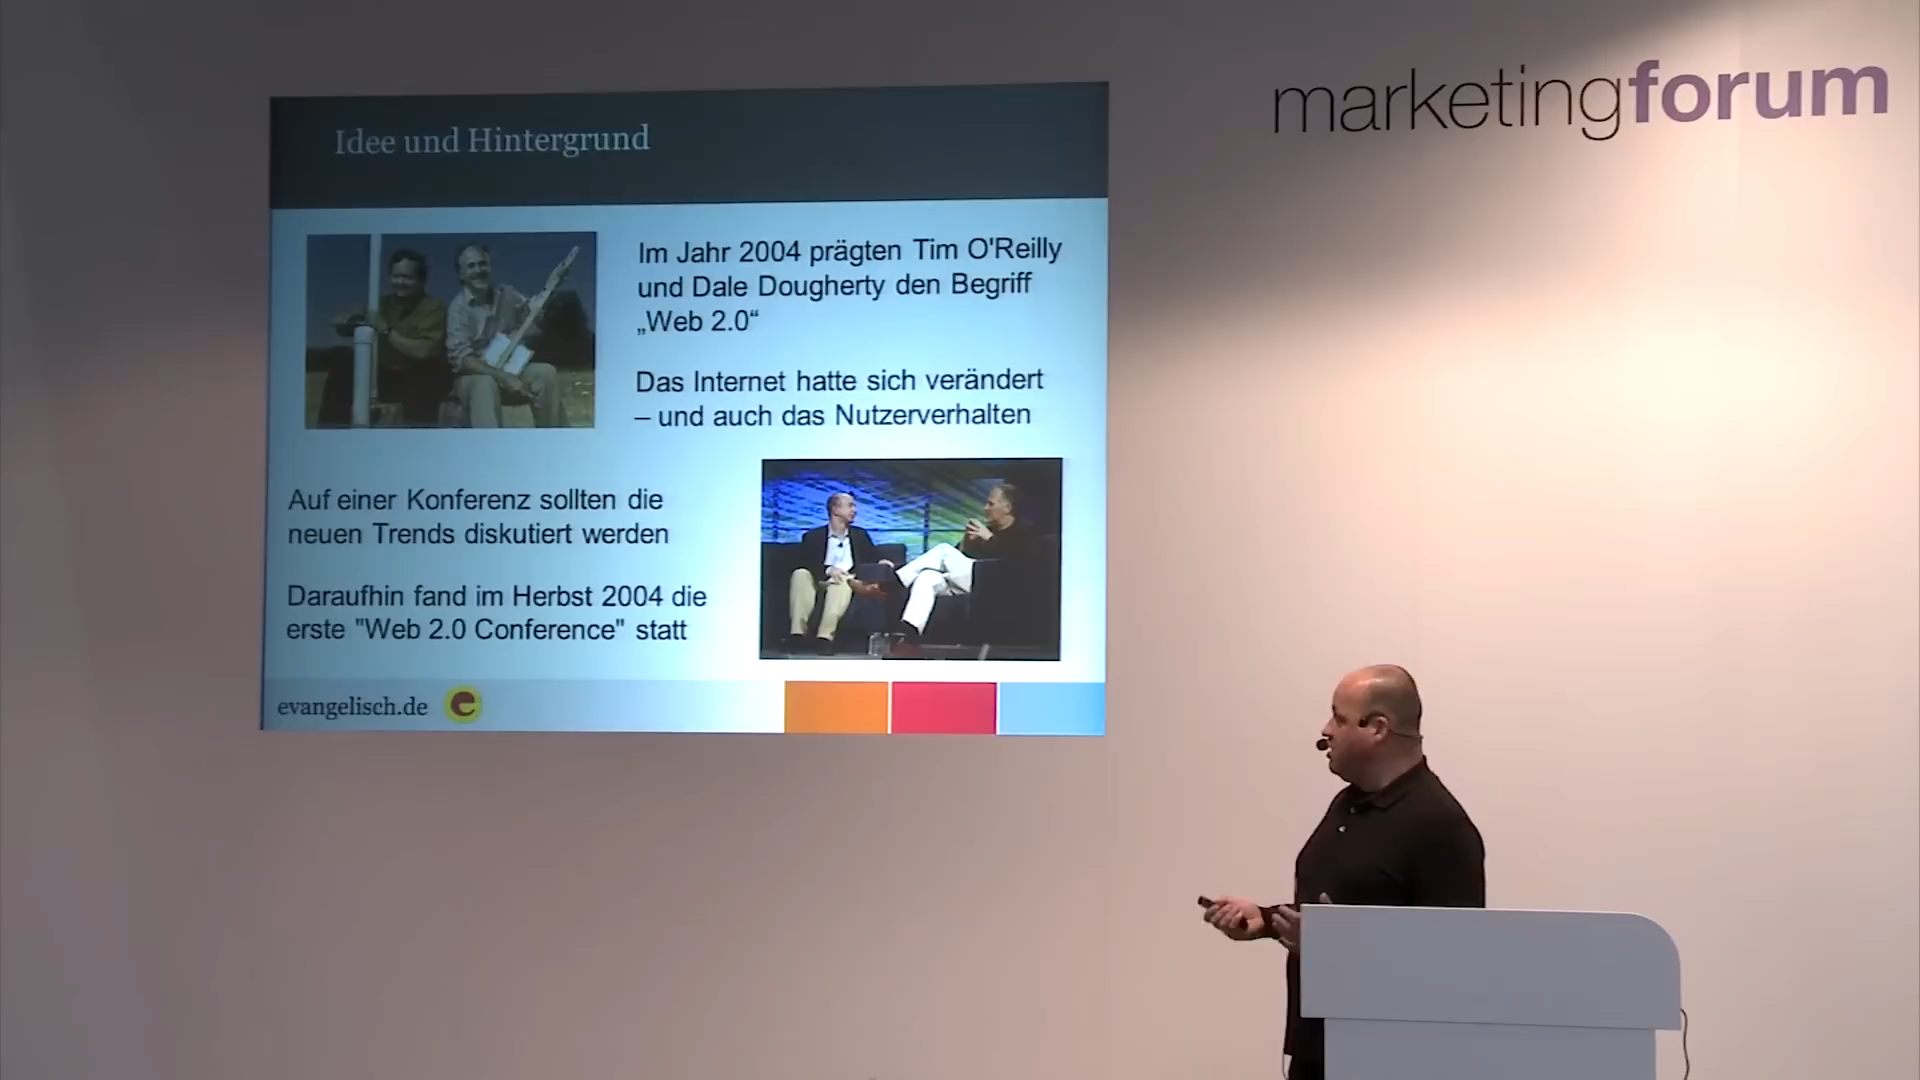 marketingforum
Idee und Hintergrund
Im Jahr 2004 prägten Tim O'Reilly
und Dale Dougherty den Begriff
„Web 2.0“
Das Internet hatte sich verändert
– und auch das Nutzerverhalten
Auf einer Konferenz sollten die
neuen Trends diskutiert werden
Daraufhin fand im Herbst 2004 die
erste "Web 2.0 Conference" statt
evangelisch.de e